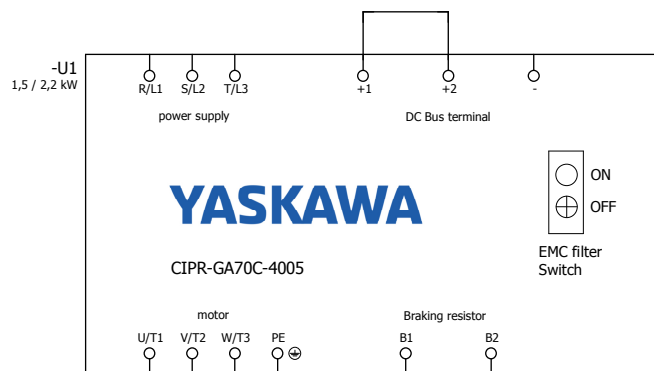 -U1
1,5 / 2,2 kW
R/L1 S/L2 T/L3 +1 +2 -
power supply DC Bus terminal
ON
OFF
YASKAWA
EMC filter
Switch
CIPR-GA70C-4005
motor Braking resistor
U/T1 V/T2 W/T3 PE B1 B2